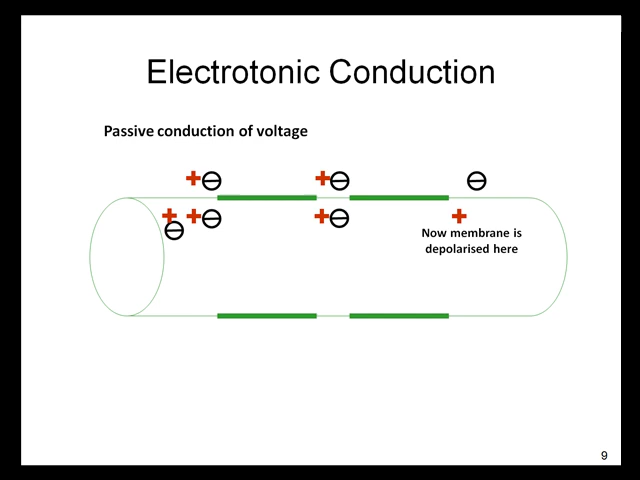 Electrotonic Conduction
Passive conduction of voltage
Now membrane is
depolarised here
9